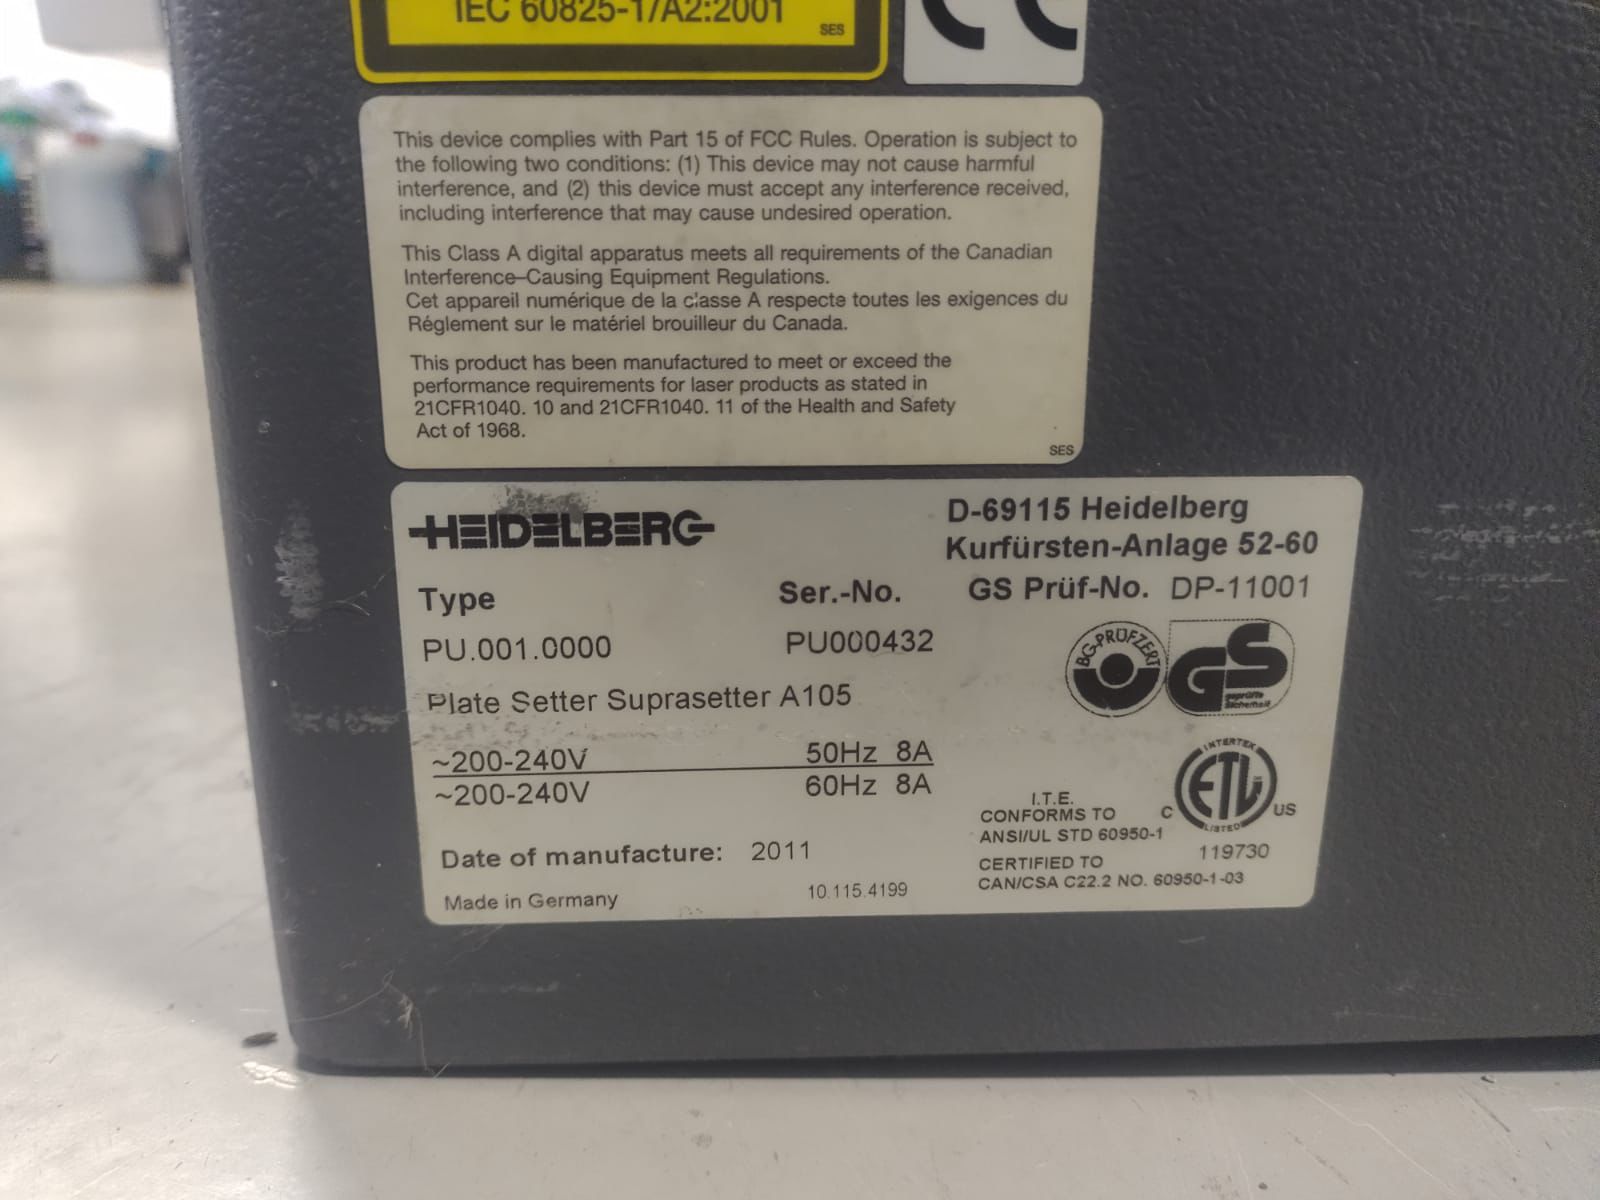 IEC 60825-1/A2:2001
SES
CE
This device complies with Part 15 of FCC Rules. Operation is subject to
the following two conditions: (1) This device may not cause harmful
interference, and (2) this device must accept any interference received,
including interference that may cause undesired operation.
This Class A digital apparatus meets all requirements of the Canadian
Interference–Causing Equipment Regulations.
Cet appareil numérique de la classe A respecte toutes les exigences du
Réglement sur le matériel brouilleur du Canada.
This product has been manufactured to meet or exceed the
performance requirements for laser products as stated in
21CFR1040. 10 and 21CFR1040. 11 of the Health and Safety
Act of 1968.
SES
HEIDELBERG
D-69115 Heidelberg
Kurfürsten-Anlage 52-60
Type
Ser.-No.
GS Prüf-No. DP-11001
PU.001.0000
PU000432
BG-PRÜFZERT
GS
geprüfte
Sicherheit
Plate Setter Suprasetter A105
~200-240V 50Hz 8A
~200-240V 60Hz 8A
INTERTEK
ETL
LISTED
C US
I.T.E.
CONFORMS TO
ANSI/UL STD 60950-1
119730
CERTIFIED TO
CAN/CSA C22.2 NO. 60950-1-03
Date of manufacture: 2011
Made in Germany
10.115.4199